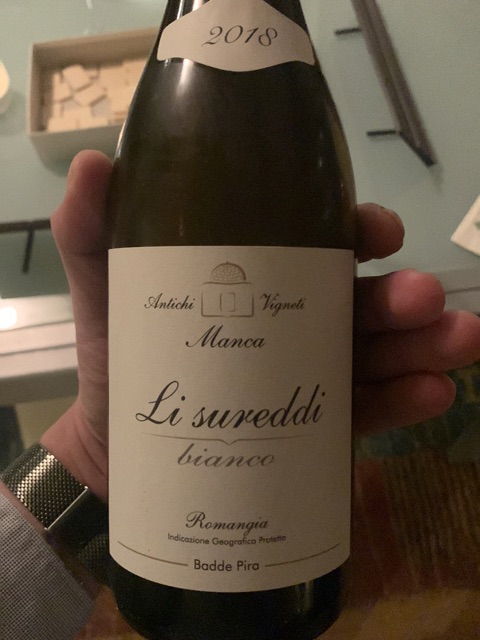 2018
Antichi Vigneti
Manca
Li sureddi
bianco
Romangia
Indicazione Geografica Protetta
Badde Pira